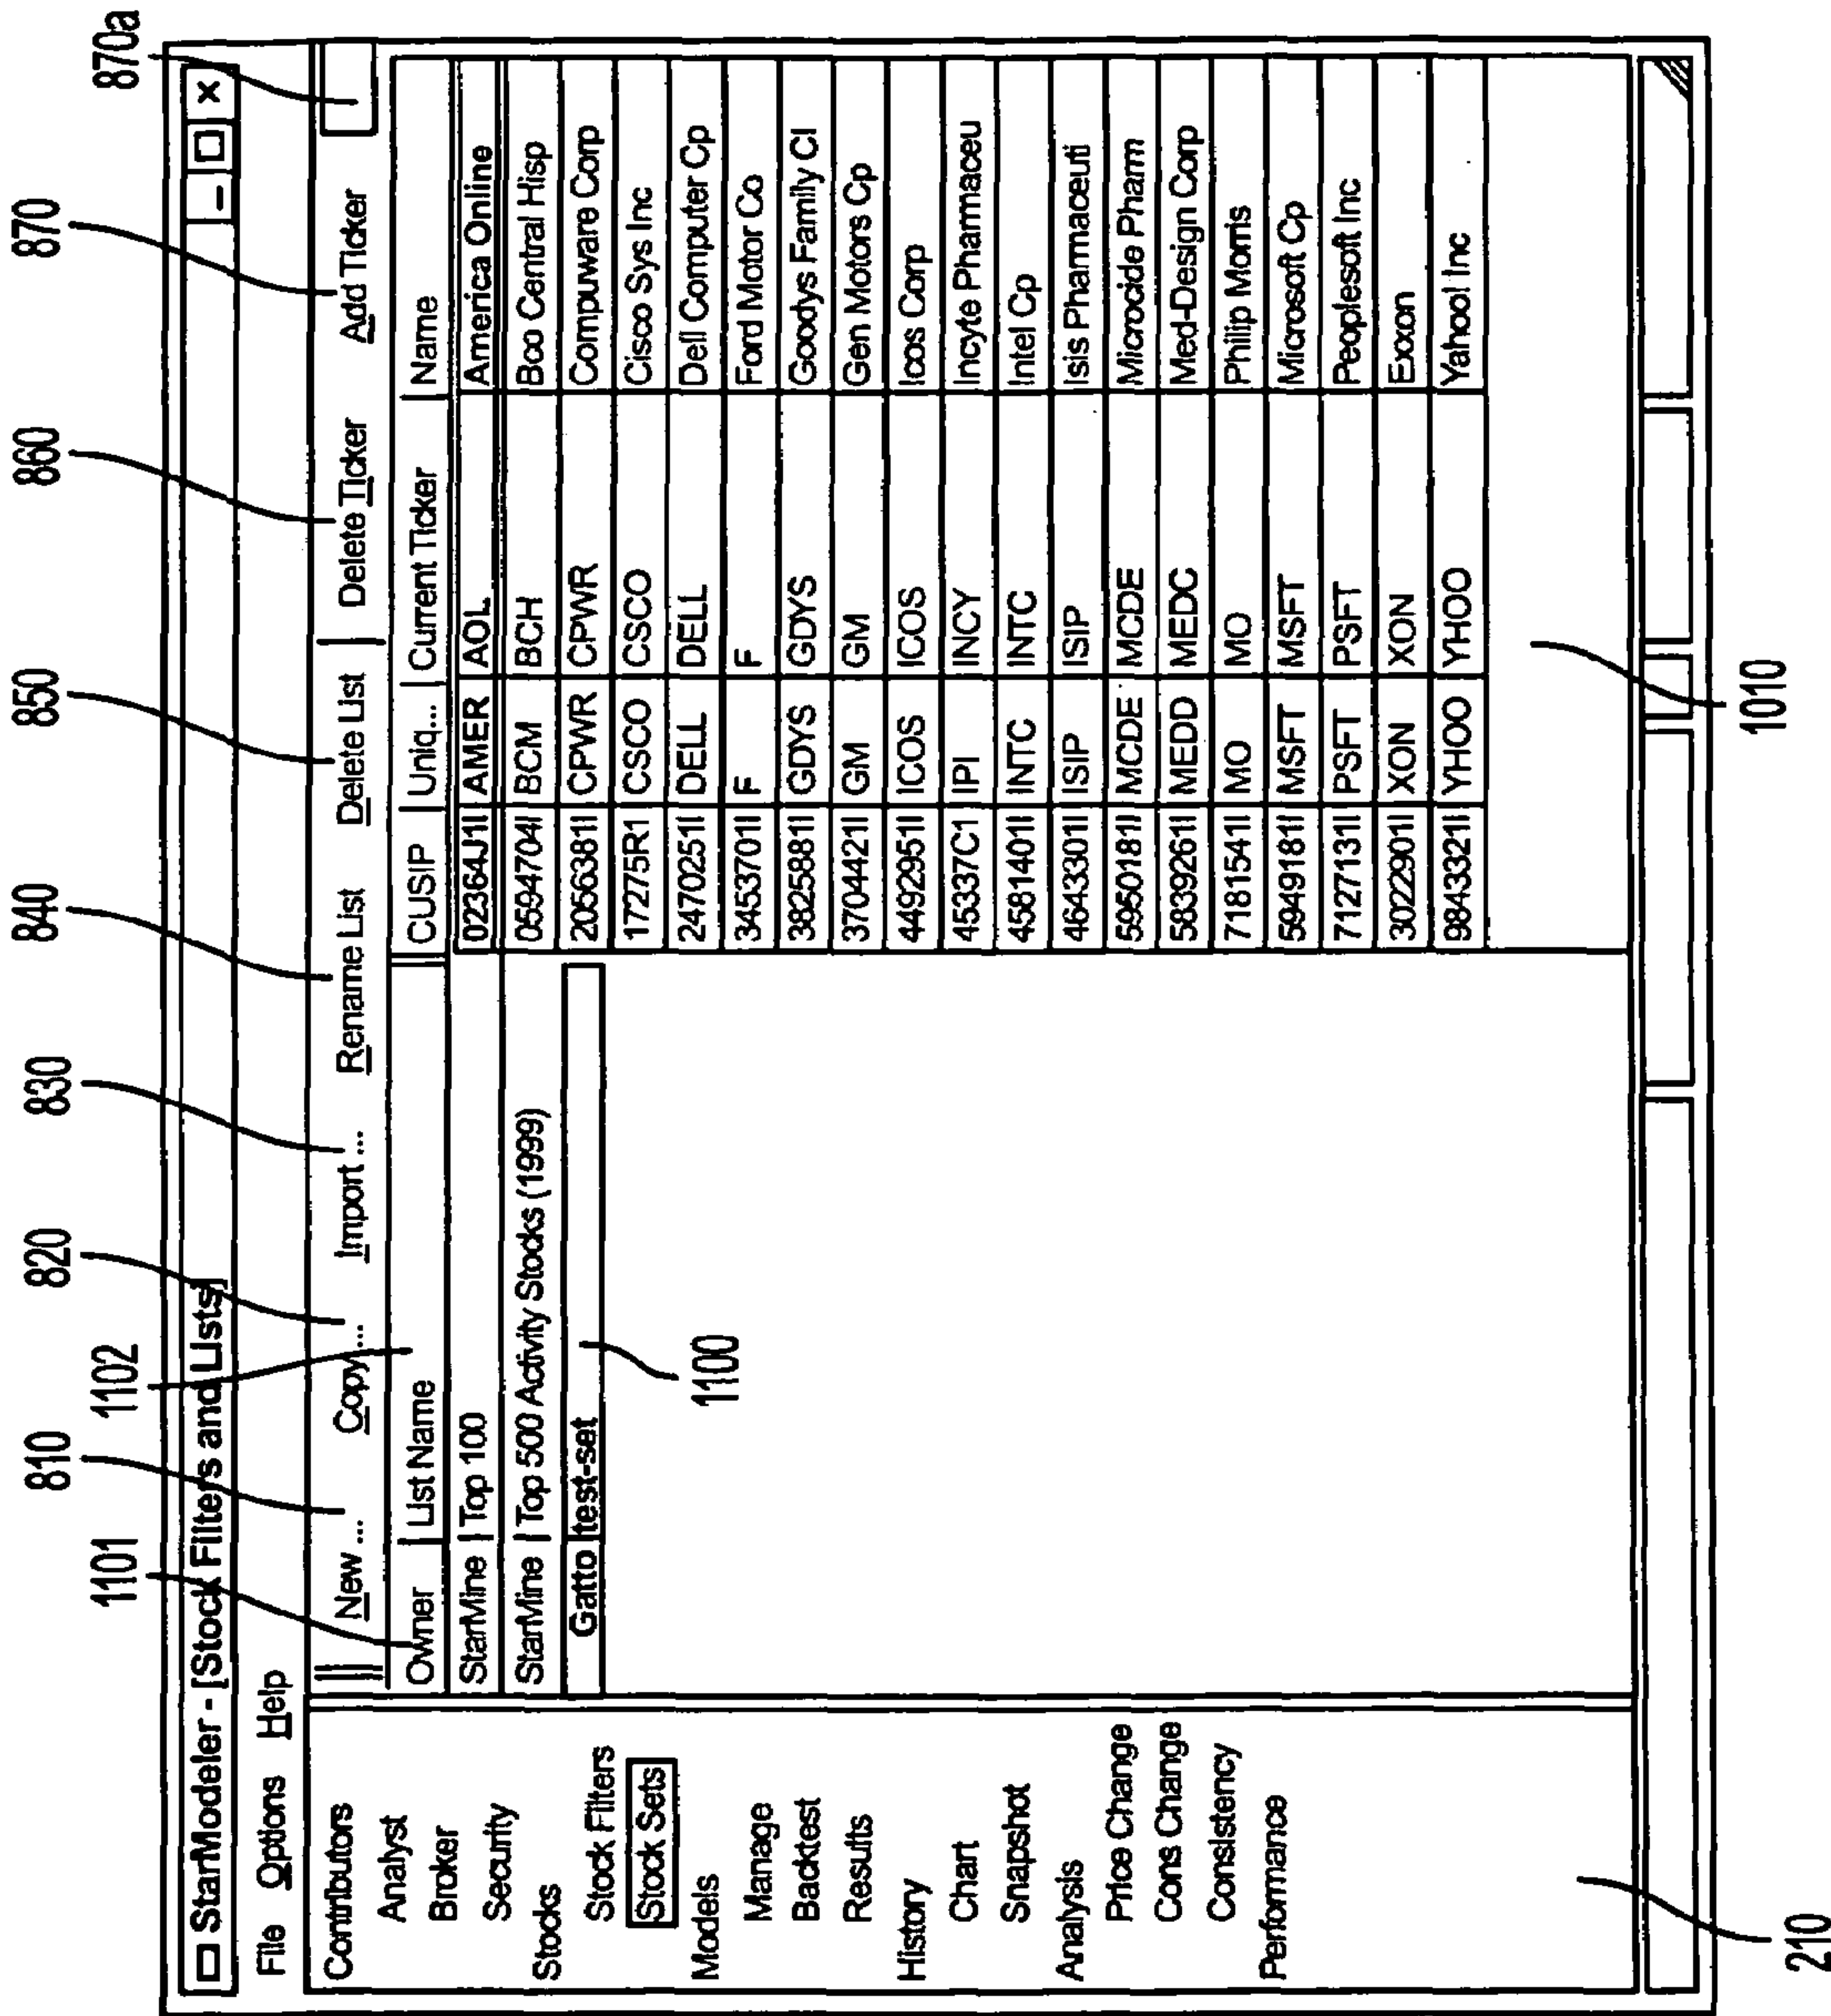 1101 810 1102 820 830 840 850 860 870 870a
StarModeler - [Stock Filters and Lists]
File Options Help
New ... Copy ... Import ... Rename List Delete List Delete Ticker Add Ticker
Contributors
Analyst
Broker
Security
Stocks
Stock Filters
Stock Sets
Models
Manage
Backtest
Results
History
Chart
Snapshot
Analysis
Price Change
Cons Change
Consistency
Performance
210
Owner List Name
StarMine Top 100
StarMine Top 500 Activity Stocks (1999)
Gatto test-set
1100
CUSIP Uniq... Current Ticker Name
02364J1I AMER AOL America Online
0594704I BCM BCH Bco Central Hisp
2056381I CPWR CPWR Compuware Corp
17275R1 CSCO CSCO Cisco Sys Inc
2470251I DELL DELL Dell Computer Cp
3453701I F F Ford Motor Co
3825881I GDYS GDYS Goodys Family Cl
3704421I GM GM Gen Motors Cp
4492951I ICOS ICOS Icos Corp
45337C1 IPI INCY Incyte Pharmaceu
4581401I INTC INTC Intel Cp
4643301I ISIP ISIP Isis Pharmaceuti
5950181I MCDE MCDE Microcide Pharm
5839261I MEDD MEDC Med-Design Corp
7181541I MO MO Philip Morris
5949181I MSFT MSFT Microsoft Cp
7127131I PSFT PSFT Peoplesoft Inc
3022901I XON XON Exxon
9843321I YHOO YHOO Yahoo! Inc
1010